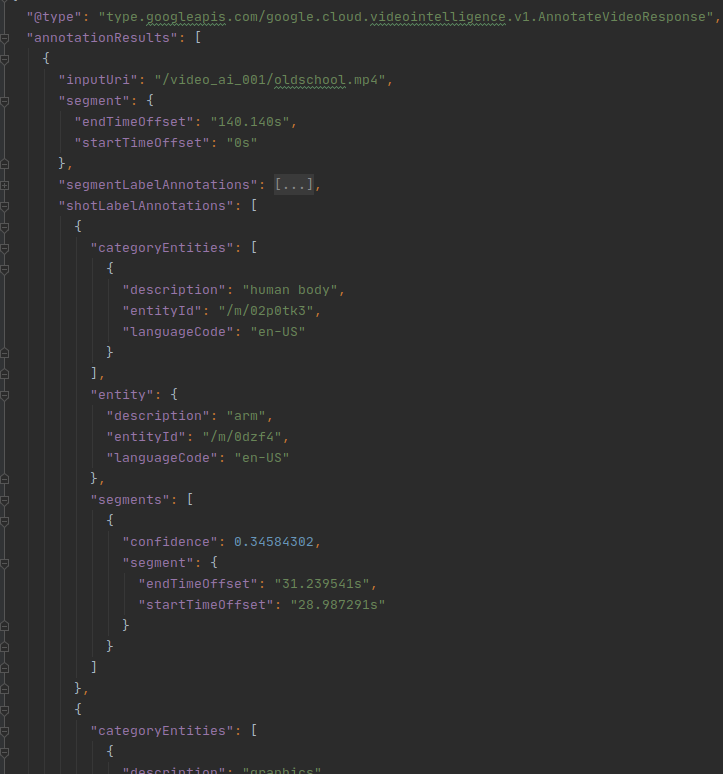 "@type": "type.googleapis.com/google.cloud.videointelligence.v1.AnnotateVideoResponse",
"annotationResults": [
{
"inputUri": "/video_ai_001/oldschool.mp4",
"segment": {
"endTimeOffset": "140.140s",
"startTimeOffset": "0s"
},
"segmentLabelAnnotations": [...],
"shotLabelAnnotations": [
{
"categoryEntities": [
{
"description": "human body",
"entityId": "/m/02p0tk3",
"languageCode": "en-US"
}
],
"entity": {
"description": "arm",
"entityId": "/m/0dzf4",
"languageCode": "en-US"
},
"segments": [
{
"confidence": 0.34584302,
"segment": {
"endTimeOffset": "31.239541s",
"startTimeOffset": "28.987291s"
}
}
]
},
{
"categoryEntities": [
{
"description": "graphics"